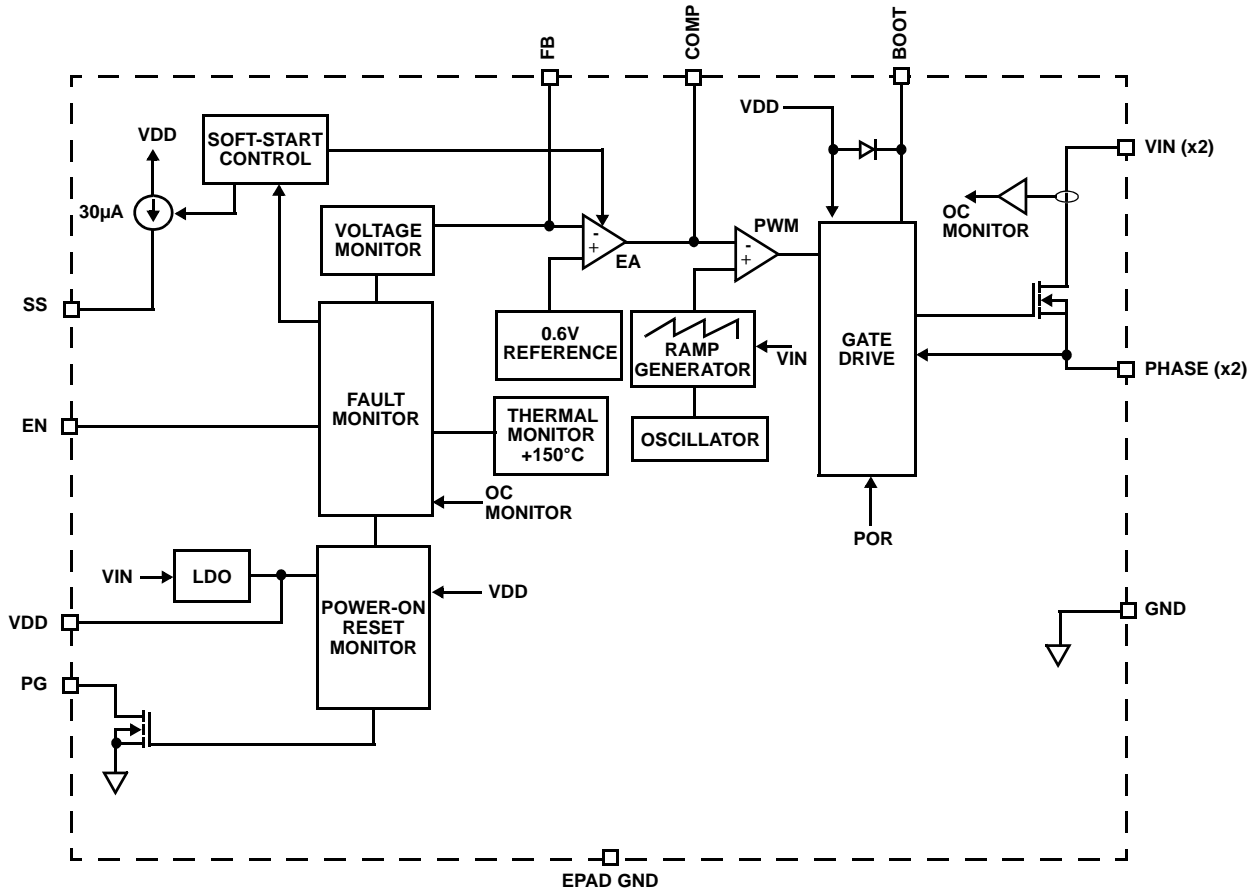 FB
COMP
BOOT
VDD
SOFT-START
CONTROL
VDD
VIN (x2)
30µA
VOLTAGE
MONITOR
-
+
EA
-
+
PWM
OC
MONITOR
SS
0.6V
REFERENCE
RAMP
GENERATOR
VIN
GATE
DRIVE
PHASE (x2)
EN
FAULT
MONITOR
THERMAL
MONITOR
+150°C
OSCILLATOR
OC
MONITOR
POR
VIN
LDO
VDD
POWER-ON
RESET
MONITOR
VDD
GND
PG
EPAD GND